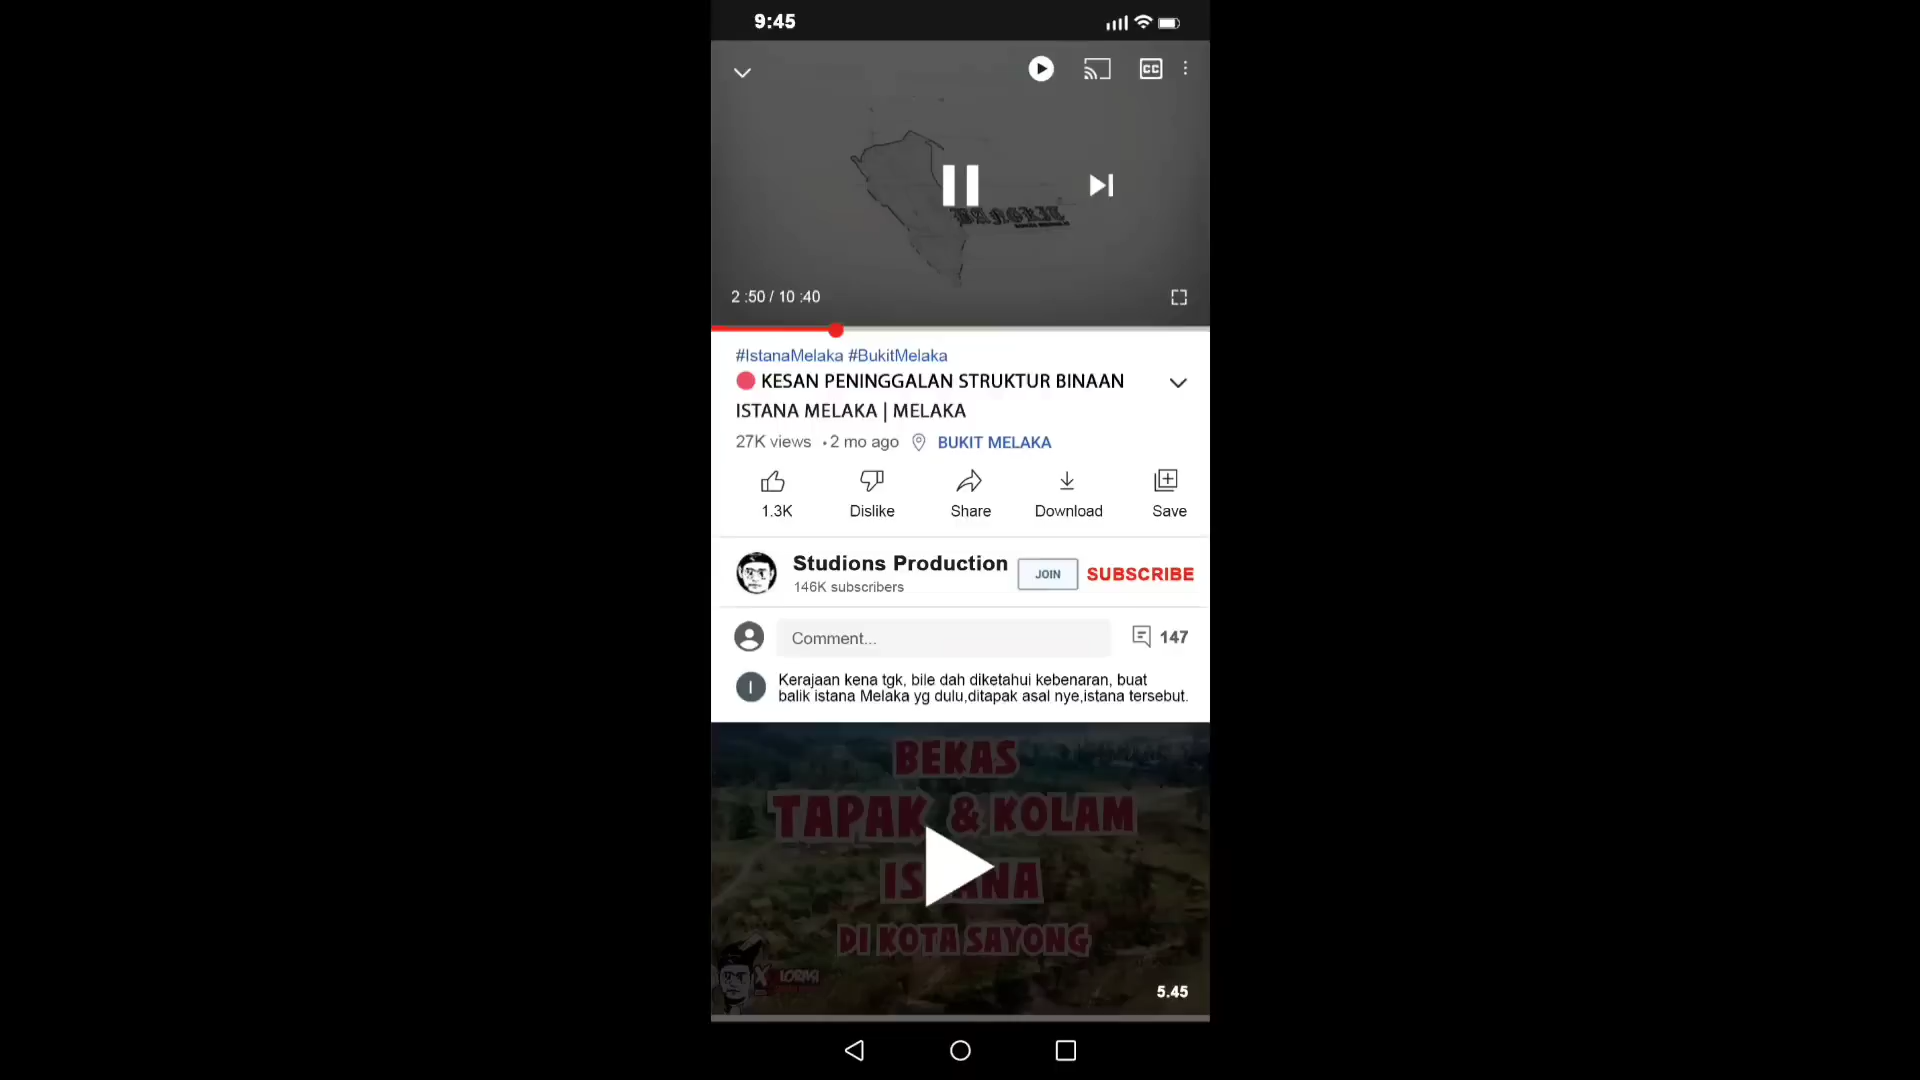 9:45
CC
2 :50 / 10 :40
#IstanaMelaka #BukitMelaka
KESAN PENINGGALAN STRUKTUR BINAAN
ISTANA MELAKA | MELAKA
27K views • 2 mo ago BUKIT MELAKA
1.3K Dislike Share Download Save
Studions Production
146K subscribers
JOIN SUBSCRIBE
Comment... 147
I
Kerajaan kena tgk, bile dah diketahui kebenaran, buat
balik istana Melaka yg dulu,ditapak asal nye,istana tersebut.
BEKAS
TAPAK & KOLAM
ISTANA
DI KOTA SAYONG
5.45